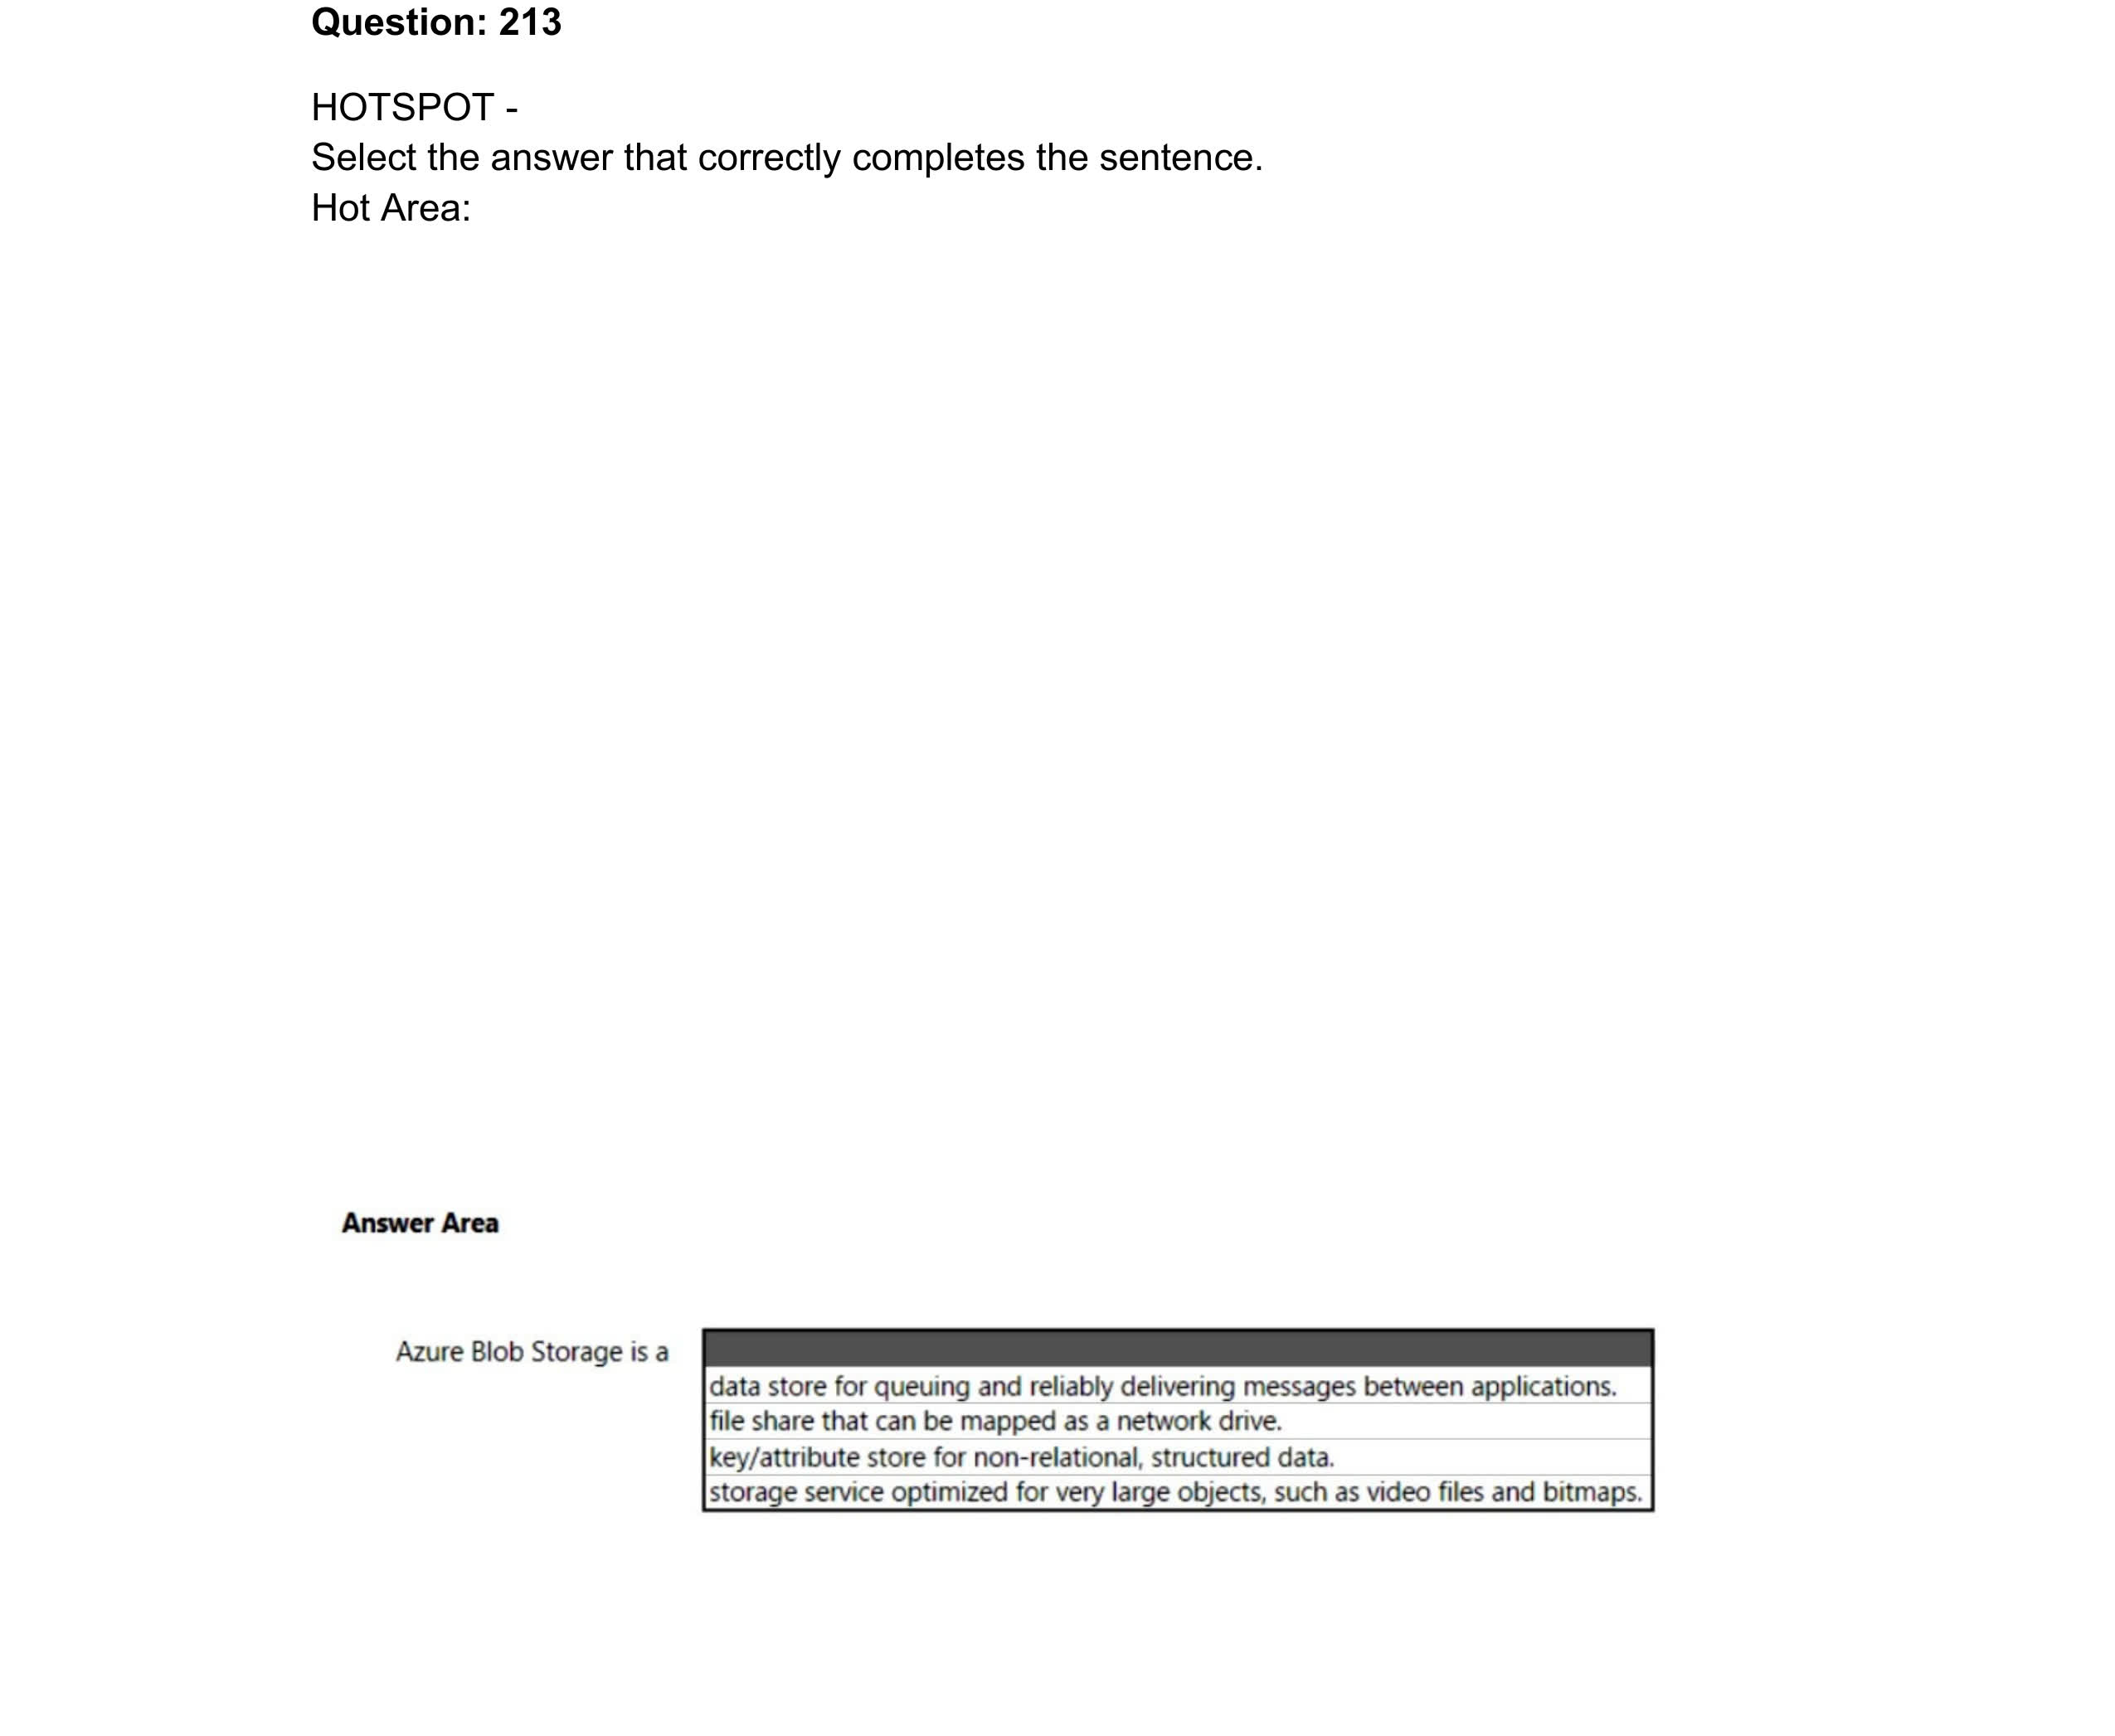 Question: 213
HOTSPOT -
Select the answer that correctly completes the sentence.
Hot Area:
Answer Area
Azure Blob Storage is a
data store for queuing and reliably delivering messages between applications.
file share that can be mapped as a network drive.
key/attribute store for non-relational, structured data.
storage service optimized for very large objects, such as video files and bitmaps.